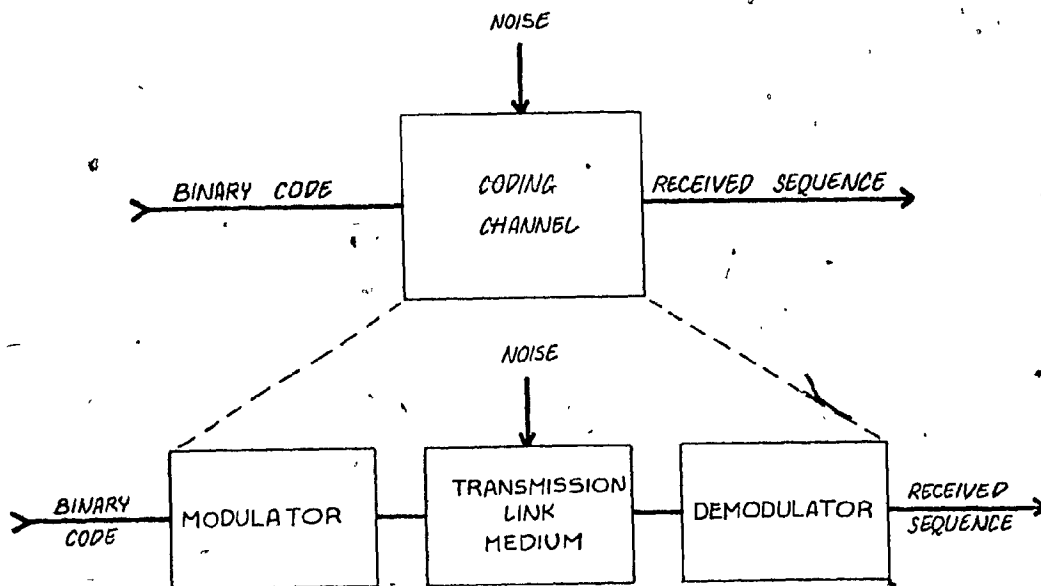 NOISE
BINARY CODE
CODING
CHANNEL
RECEIVED SEQUENCE
NOISE
BINARY
CODE
MODULATOR
TRANSMISSION
LINK
MEDIUM
DEMODULATOR
RECEIVED
SEQUENCE